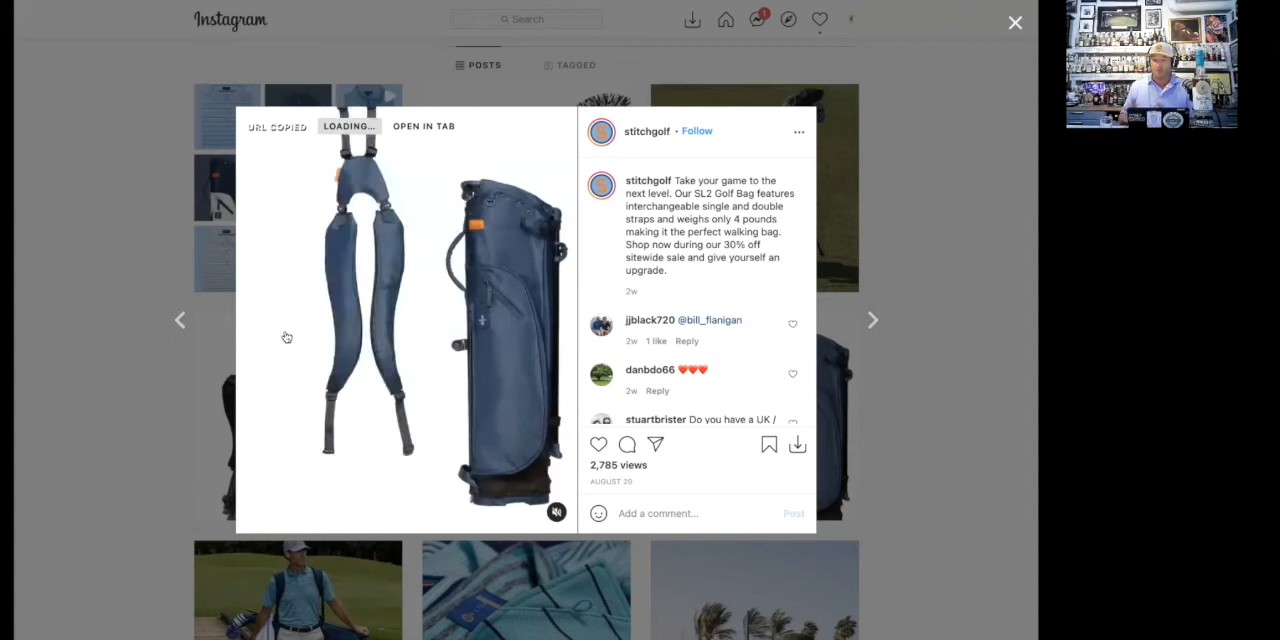 Instagram
Search
1
POSTS
TAGGED
URL COPIED
LOADING...
OPEN IN TAB
stitchgolf • Follow
stitchgolf Take your game to the
next level. Our SL2 Golf Bag features
interchangeable single and double
straps and weighs only 4 pounds
making it the perfect walking bag.
Shop now during our 30% off
sitewide sale and give yourself an
upgrade.
2w
jjblack720 @bill_flanigan
2w 1 like Reply
danbdo66 ❤️❤️❤️
2w Reply
stuartbrister Do you have a UK /
2,785 views
AUGUST 20
Add a comment...
Post